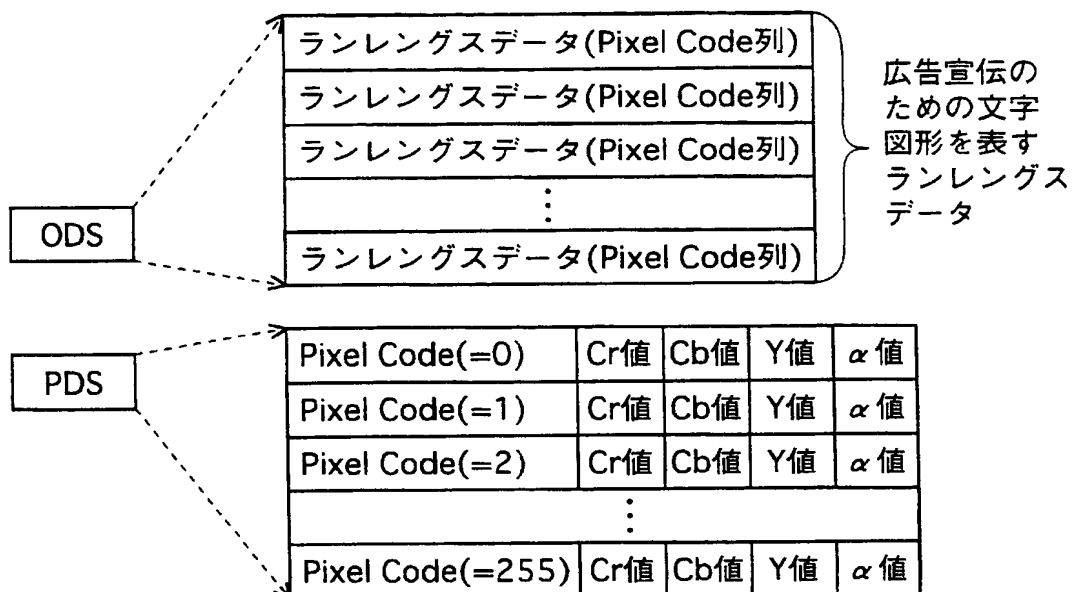 ランレングスデータ(Pixel Code列)
ランレングスデータ(Pixel Code列)
ランレングスデータ(Pixel Code列)
⋮
ランレングスデータ(Pixel Code列)
広告宣伝の
ための文字
図形を表す
ランレングス
データ
ODS
PDS
Pixel Code(=0) Cr値 Cb値 Y値 α値
Pixel Code(=1) Cr値 Cb値 Y値 α値
Pixel Code(=2) Cr値 Cb値 Y値 α値
⋮
Pixel Code(=255) Cr値 Cb値 Y値 α値